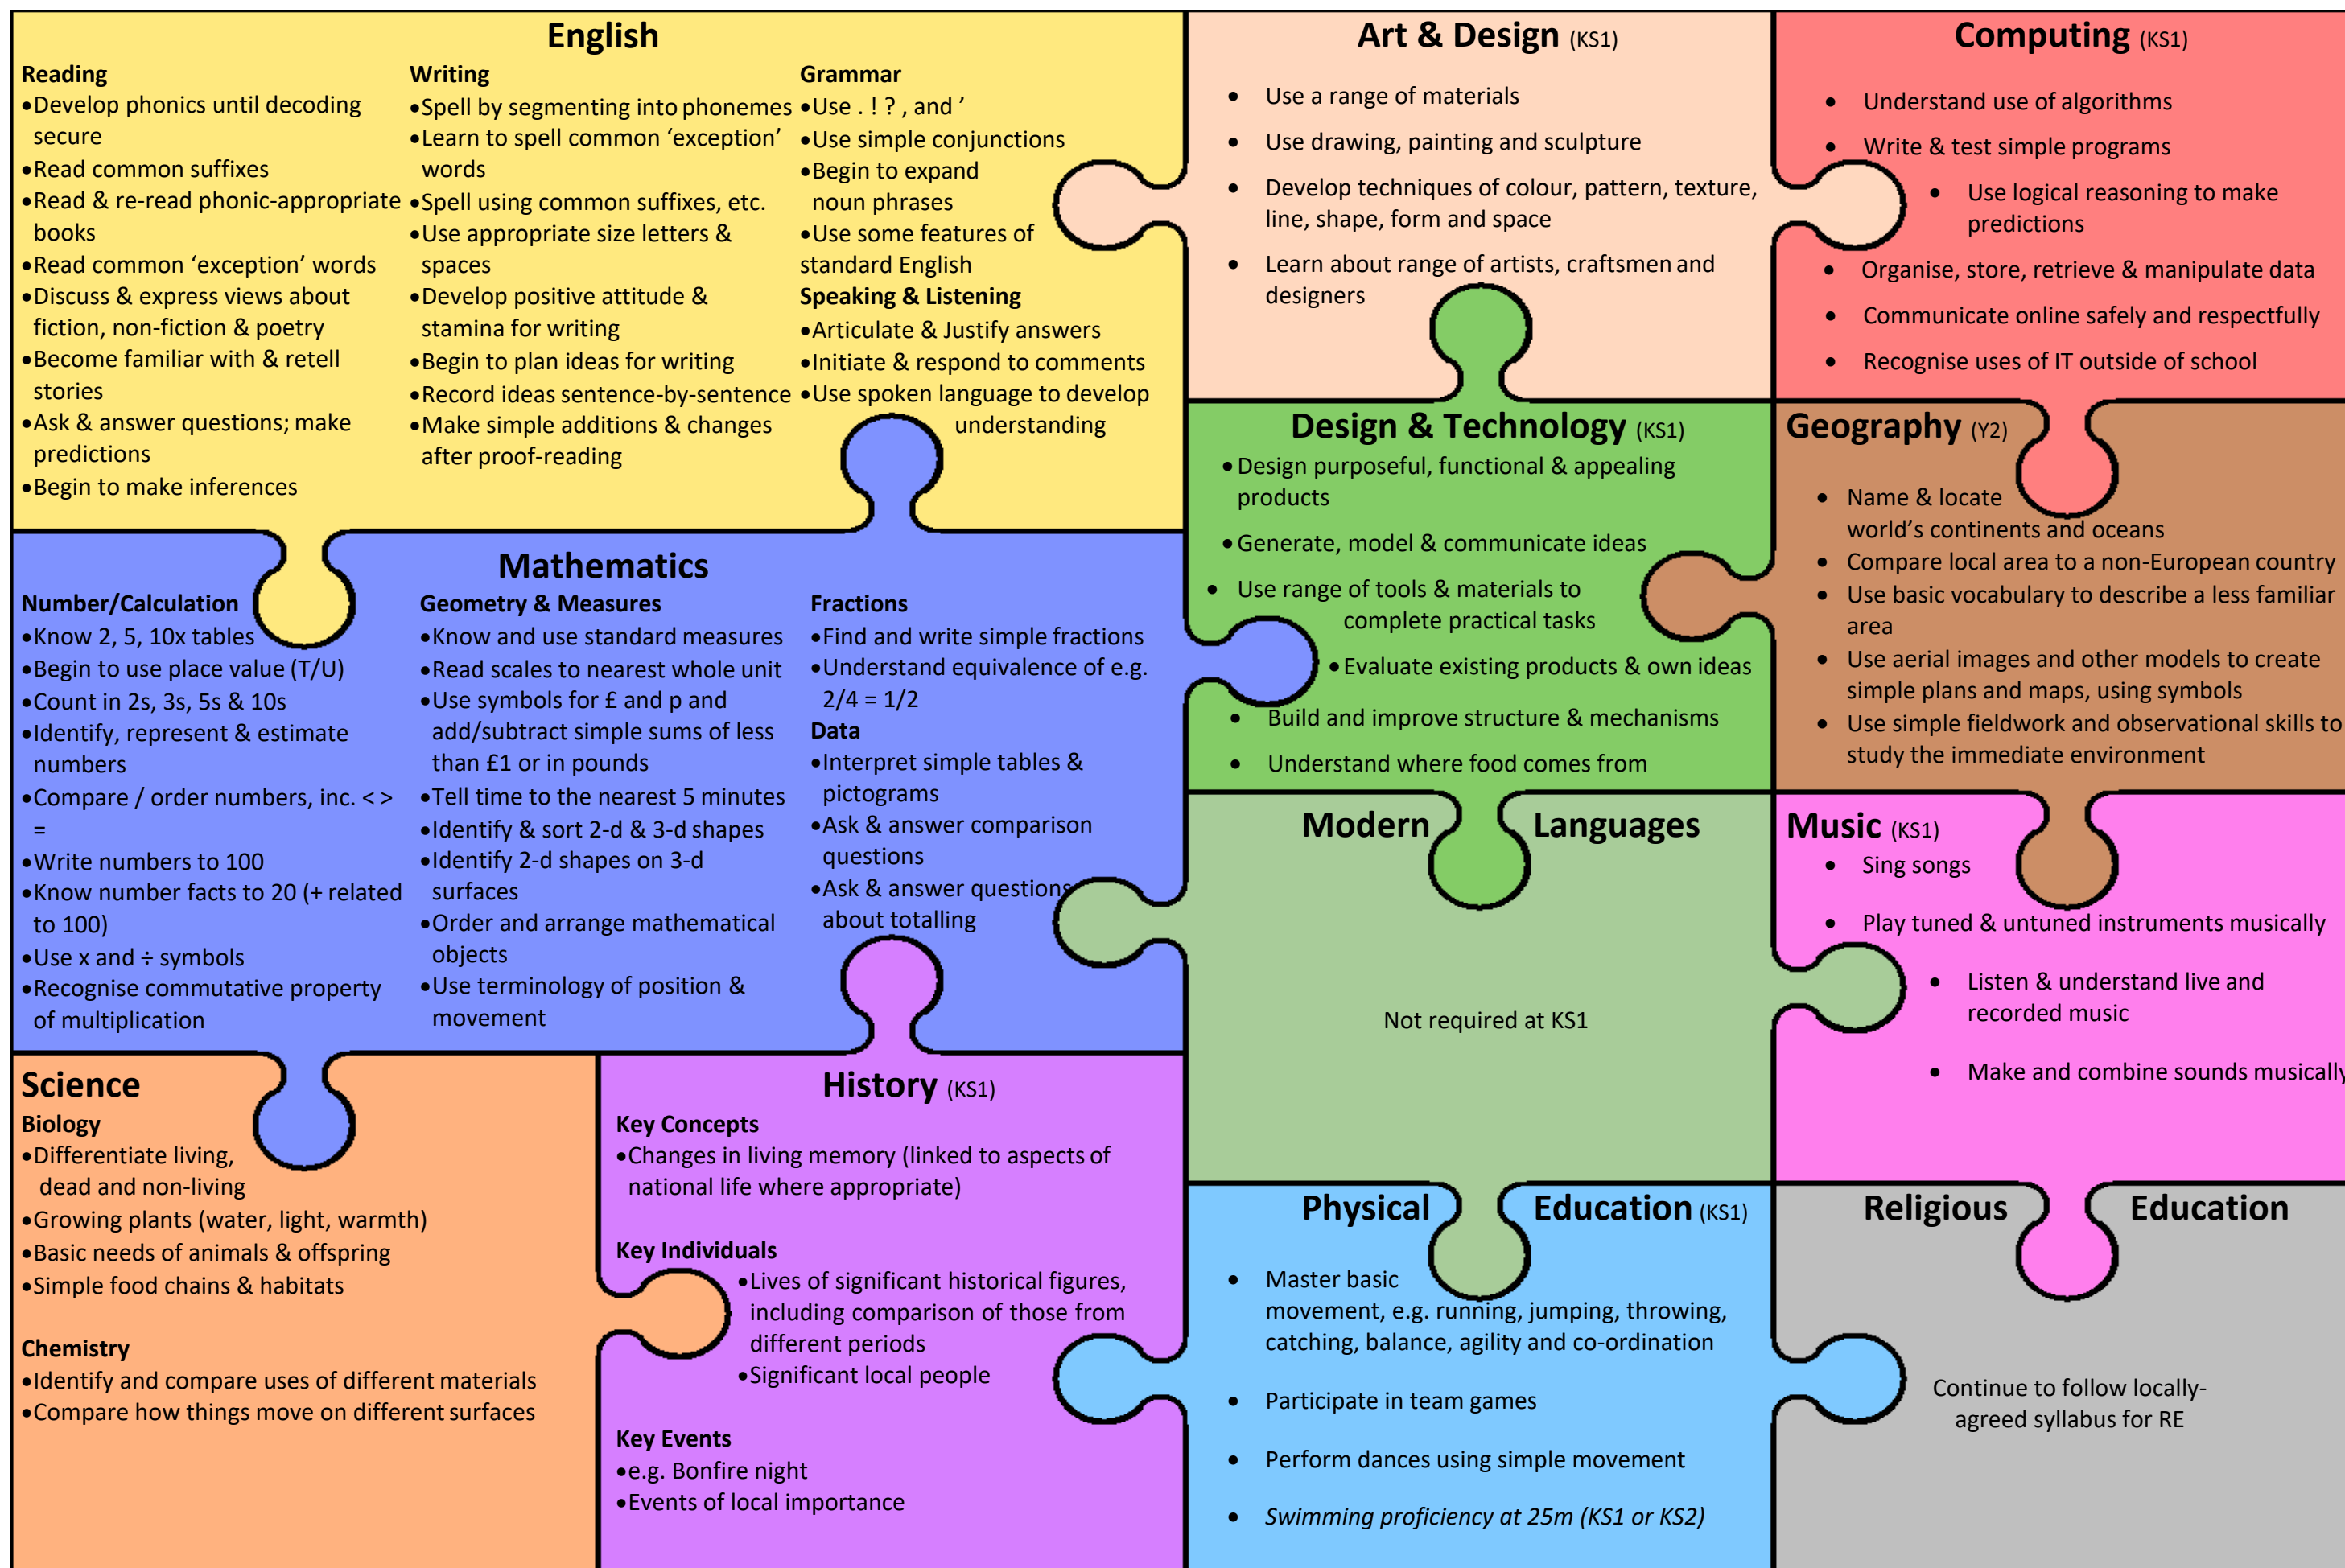 English
Reading
•Develop phonics until decoding
secure
•Read common suffixes
•Read & re-read phonic-appropriate
books
•Read common ‘exception’ words
•Discuss & express views about
fiction, non-fiction & poetry
•Become familiar with & retell
stories
•Ask & answer questions; make
predictions
•Begin to make inferences
Writing
•Spell by segmenting into phonemes
•Learn to spell common ‘exception’
words
•Spell using common suffixes, etc.
•Use appropriate size letters &
spaces
•Develop positive attitude &
stamina for writing
•Begin to plan ideas for writing
•Record ideas sentence-by-sentence
•Make simple additions & changes
after proof-reading
Grammar
•Use . ! ? , and ’
•Use simple conjunctions
•Begin to expand
noun phrases
•Use some features of
standard English
Speaking & Listening
•Articulate & Justify answers
•Initiate & respond to comments
•Use spoken language to develop
understanding
Art & Design (KS1)
• Use a range of materials
• Use drawing, painting and sculpture
• Develop techniques of colour, pattern, texture,
line, shape, form and space
• Learn about range of artists, craftsmen and
designers
Computing (KS1)
• Understand use of algorithms
• Write & test simple programs
• Use logical reasoning to make
predictions
• Organise, store, retrieve & manipulate data
• Communicate online safely and respectfully
• Recognise uses of IT outside of school
Mathematics
Number/Calculation
•Know 2, 5, 10x tables
•Begin to use place value (T/U)
•Count in 2s, 3s, 5s & 10s
•Identify, represent & estimate
numbers
•Compare / order numbers, inc. < >
=
•Write numbers to 100
•Know number facts to 20 (+ related
to 100)
•Use x and ÷ symbols
•Recognise commutative property
of multiplication
Geometry & Measures
•Know and use standard measures
•Read scales to nearest whole unit
•Use symbols for £ and p and
add/subtract simple sums of less
than £1 or in pounds
•Tell time to the nearest 5 minutes
•Identify & sort 2-d & 3-d shapes
•Identify 2-d shapes on 3-d
surfaces
•Order and arrange mathematical
objects
•Use terminology of position &
movement
Fractions
•Find and write simple fractions
•Understand equivalence of e.g.
2/4 = 1/2
Data
•Interpret simple tables &
pictograms
•Ask & answer comparison
questions
•Ask & answer questions
about totalling
Design & Technology (KS1)
•Design purposeful, functional & appealing
products
•Generate, model & communicate ideas
• Use range of tools & materials to
complete practical tasks
•Evaluate existing products & own ideas
• Build and improve structure & mechanisms
• Understand where food comes from
Geography (Y2)
• Name & locate
world’s continents and oceans
• Compare local area to a non-European country
• Use basic vocabulary to describe a less familiar
area
• Use aerial images and other models to create
simple plans and maps, using symbols
• Use simple fieldwork and observational skills to
study the immediate environment
Modern Languages
Not required at KS1
Music (KS1)
• Sing songs
• Play tuned & untuned instruments musically
• Listen & understand live and
recorded music
• Make and combine sounds musically
Science
Biology
•Differentiate living,
dead and non-living
•Growing plants (water, light, warmth)
•Basic needs of animals & offspring
•Simple food chains & habitats
Chemistry
•Identify and compare uses of different materials
•Compare how things move on different surfaces
History (KS1)
Key Concepts
•Changes in living memory (linked to aspects of
national life where appropriate)
Key Individuals
•Lives of significant historical figures,
including comparison of those from
different periods
•Significant local people
Key Events
•e.g. Bonfire night
•Events of local importance
Physical Education (KS1)
• Master basic
movement, e.g. running, jumping, throwing,
catching, balance, agility and co-ordination
• Participate in team games
• Perform dances using simple movement
• Swimming proficiency at 25m (KS1 or KS2)
Religious Education
Continue to follow locally-
agreed syllabus for RE